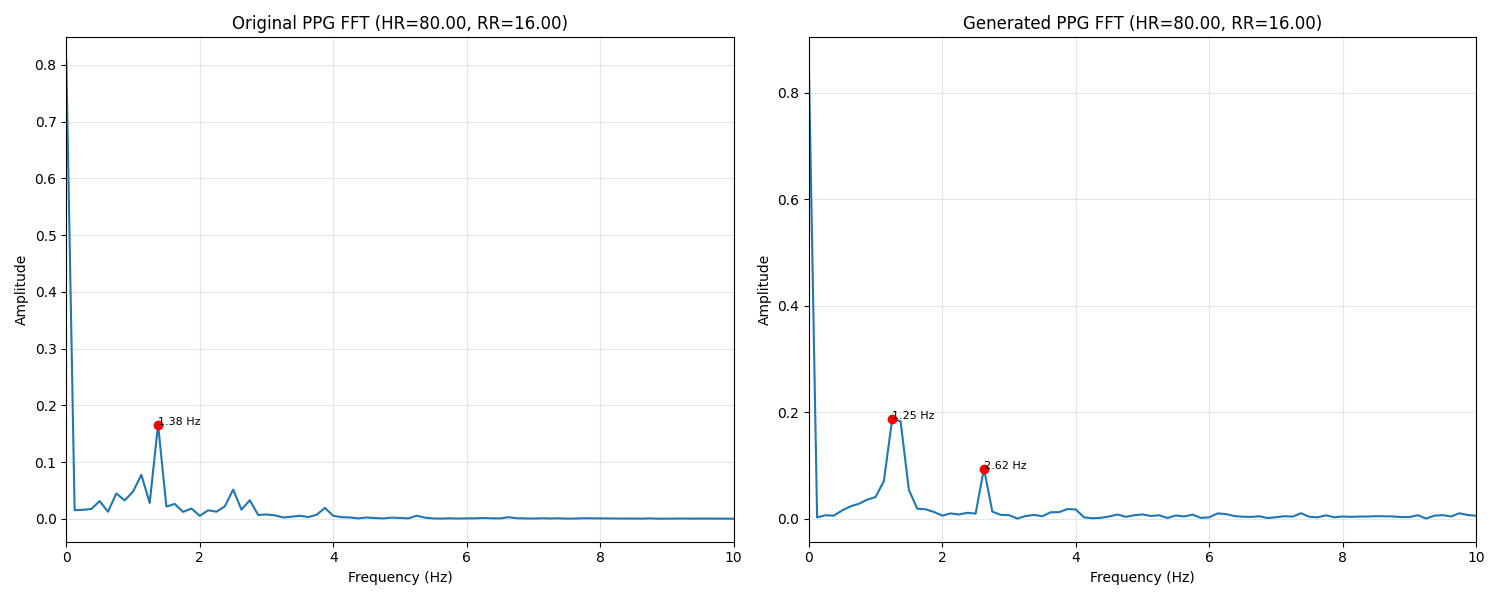 Original PPG FFT (HR=80.00, RR=16.00)
0.8
0.7
0.6
0.5
0.4
0.3
0.2
0.1
0.0
Amplitude
1.38 Hz
0 2 4 6 8 10
Frequency (Hz)
Generated PPG FFT (HR=80.00, RR=16.00)
0.8
0.6
0.4
0.2
0.0
Amplitude
1.25 Hz
2.62 Hz
0 2 4 6 8 10
Frequency (Hz)